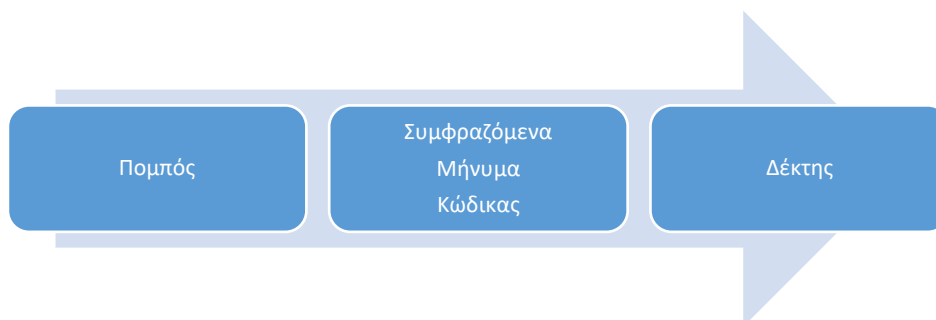 Πομπός
Συμφραζόμενα
Μήνυμα
Κώδικας
Δέκτης